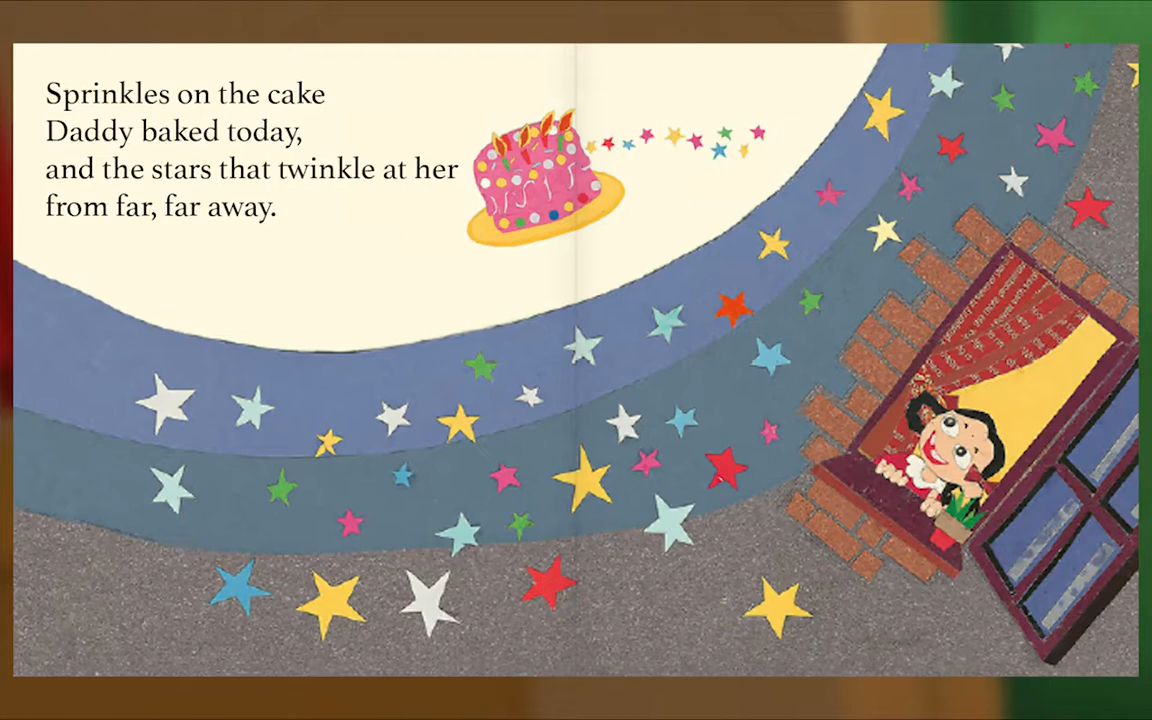 Sprinkles on the cake
Daddy baked today,
and the stars that twinkle at her
from far, far away.